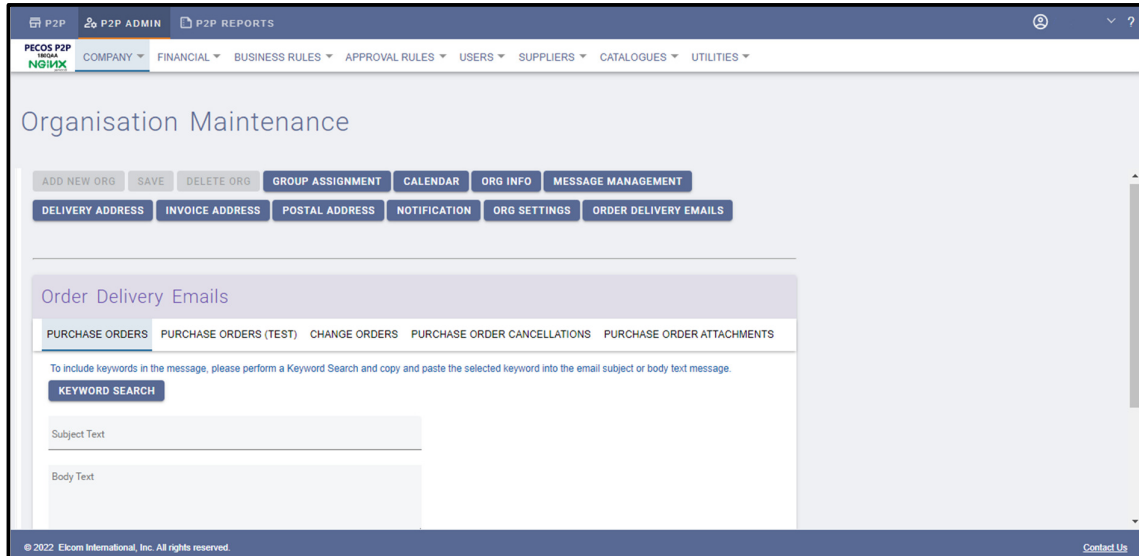 P2P P2P ADMIN P2P REPORTS ?
PECOS P2P
NGINX
COMPANY FINANCIAL BUSINESS RULES APPROVAL RULES USERS SUPPLIERS CATALOGUES UTILITIES
Organisation Maintenance
ADD NEW ORG SAVE DELETE ORG GROUP ASSIGNMENT CALENDAR ORG INFO MESSAGE MANAGEMENT
DELIVERY ADDRESS INVOICE ADDRESS POSTAL ADDRESS NOTIFICATION ORG SETTINGS ORDER DELIVERY EMAILS
Order Delivery Emails
PURCHASE ORDERS PURCHASE ORDERS (TEST) CHANGE ORDERS PURCHASE ORDER CANCELLATIONS PURCHASE ORDER ATTACHMENTS
To include keywords in the message, please perform a Keyword Search and copy and paste the selected keyword into the email subject or body text message.
KEYWORD SEARCH
Subject Text
Body Text
© 2022 Elcom International, Inc. All rights reserved. Contact Us